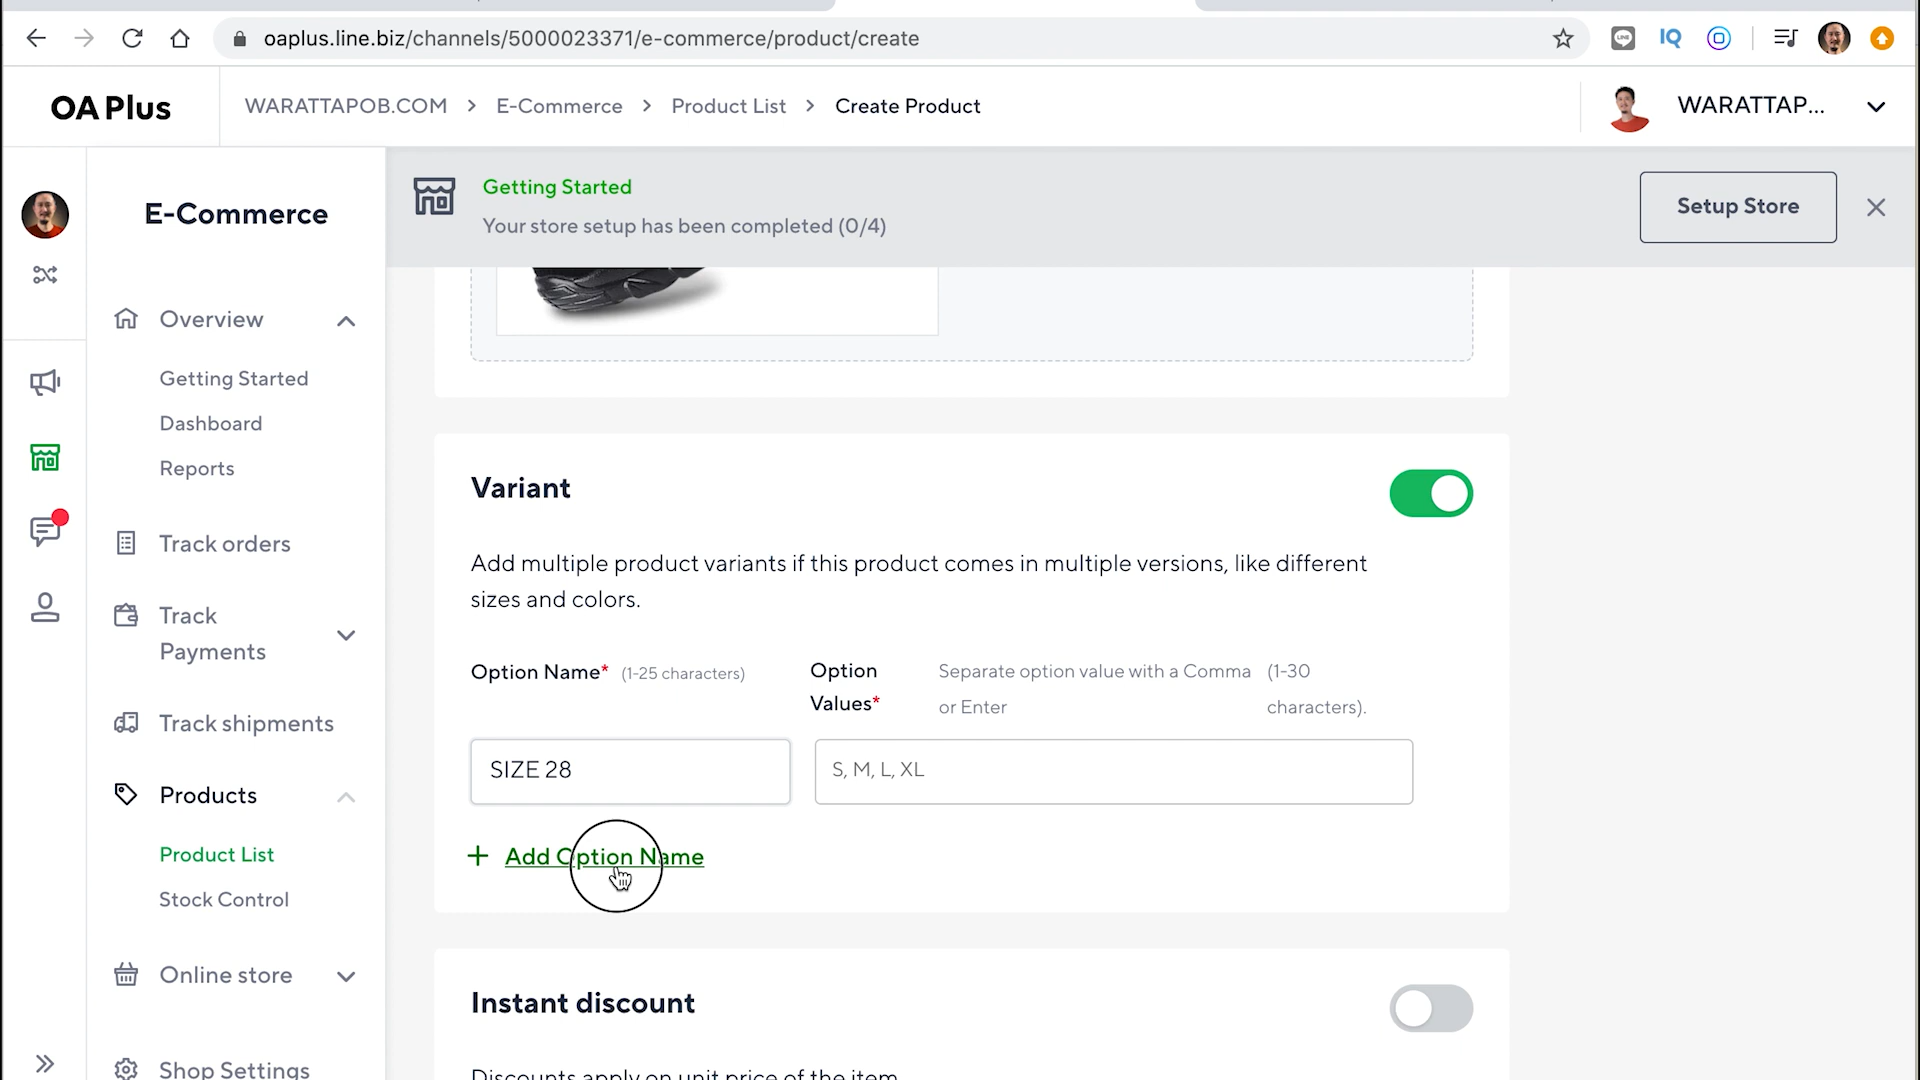 oaplus.line.biz/channels/5000023371/e-commerce/product/create
IQ
OA Plus
WARATTAPOB.COM > E-Commerce > Product List > Create Product
WARATTAP...
E-Commerce
Getting Started
Your store setup has been completed (0/4)
Setup Store
Overview
Getting Started
Dashboard
Reports
Track orders
Track
Payments
Track shipments
Products
Product List
Stock Control
Online store
Shop Settings
Variant
Add multiple product variants if this product comes in multiple versions, like different
sizes and colors.
Option Name* (1-25 characters)
Option
Values*
Separate option value with a Comma
or Enter
(1-30
characters).
SIZE 28
S, M, L, XL
+ Add Option Name
Instant discount
Discounts apply on unit price of the item